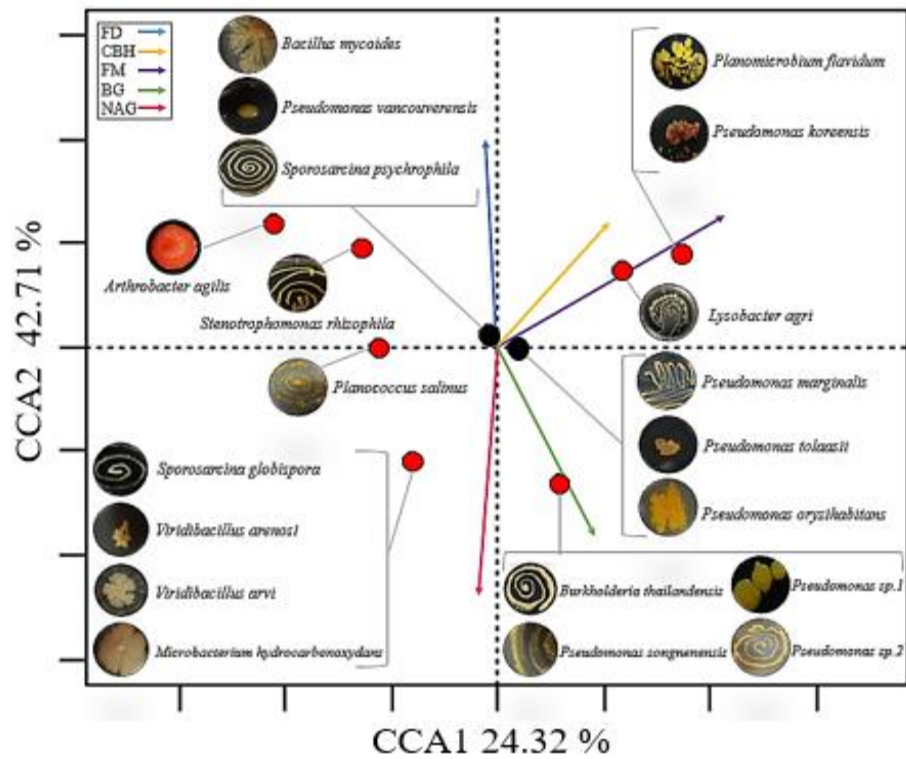 FD
CBH
FM
BG
NAG
Bacillus mycoides
Pseudomonas vancouverensis
Sporosarcina psychrophila
Planomicrobium flavidum
Pseudomonas koreensis
Arthrobacter agilis
Stenotrophomonas rhizophila
Lysobacter agri
Planococcus salinus
Pseudomonas marginalis
Pseudomonas tolaasii
Pseudomonas orysihabitans
Sporosarcina globispora
Viridibacillus arenosi
Viridibacillus arvi
Microbacterium hydrocarbonoxydans
Burkholderia thailandensis
Pseudomonas sp.1
Pseudomonas songnenensis
Pseudomonas sp.2
CCA2 42.71 %
CCA1 24.32 %